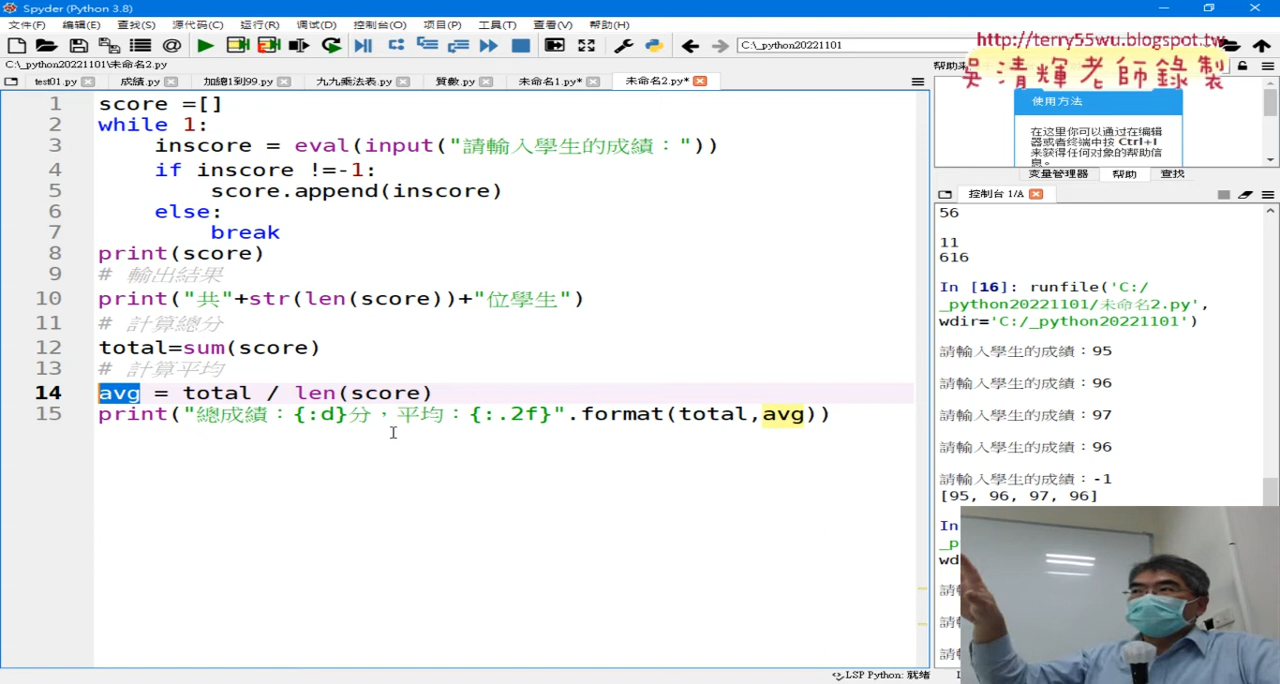 Spyder (Python 3.8)
文件(F) 编辑(E) 查找(S) 源代码(C) 运行(R) 调试(D) 控制台(O) 项目(P) 工具(T) 查看(V) 帮助(H)
C:\_python20221101
http://terry55wu.blogspot.tw
吳清輝老師錄製
C:\_python20221101\未命名2.py
test01.py 成績.py 加總1到99.py 九九乘法表.py 質數.py 未命名1.py* 未命名2.py*
1 score =[]
2 while 1:
3 inscore = eval(input("請輸入學生的成績："))
4 if inscore !=-1:
5 score.append(inscore)
6 else:
7 break
8 print(score)
9 # 輸出結果
10 print("共"+str(len(score))+"位學生")
11 # 計算總分
12 total=sum(score)
13 # 計算平均
14 avg = total / len(score)
15 print("總成績：{:d}分，平均：{:.2f}".format(total,avg))
使用方法
在这里你可以通过在编辑
器或者终端中按 Ctrl+I
来获得任何对象的帮助信
息。
变量管理器 帮助 查找
控制台 1/A
56
11
616
In [16]: runfile('C:/
_python20221101/未命名2.py',
wdir='C:/_python20221101')
請輸入學生的成績：95
請輸入學生的成績：96
請輸入學生的成績：97
請輸入學生的成績：96
請輸入學生的成績：-1
[95, 96, 97, 96]
In
LSP Python: 就绪